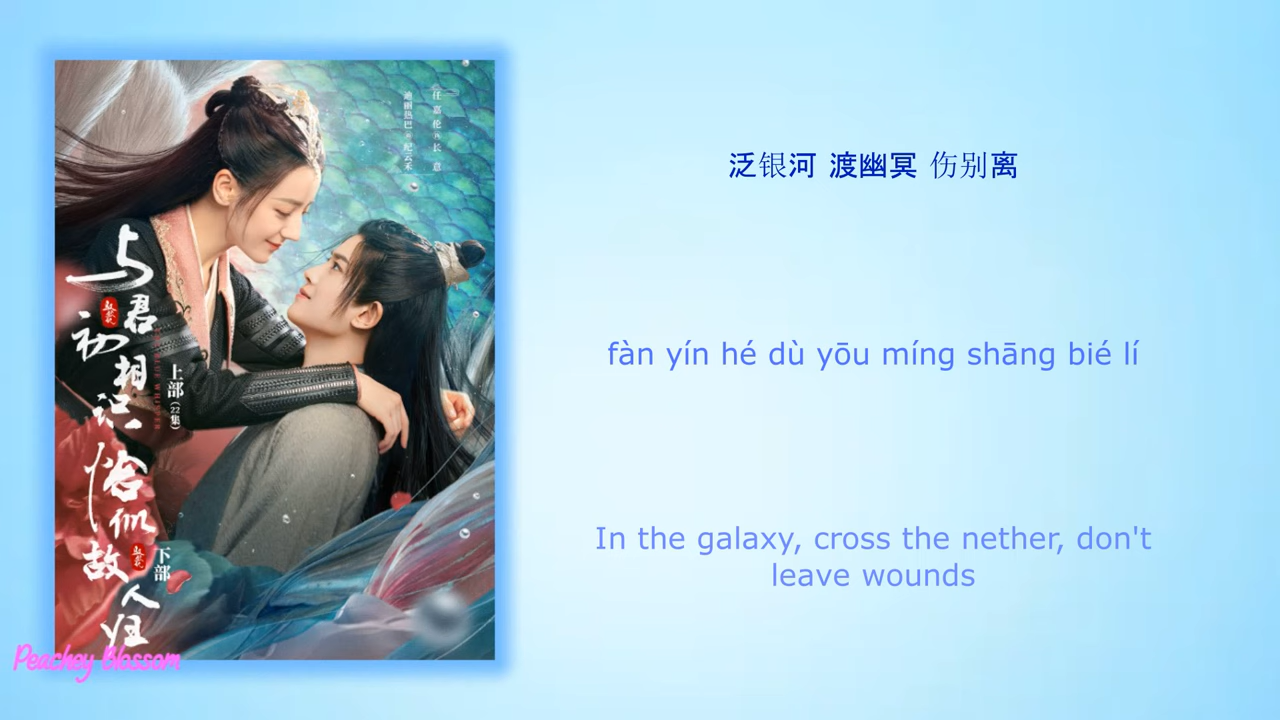 任嘉伦 饰 长意
迪丽热巴 饰 纪云禾
与君初相识
上部(22集)
恰似故人归
下部
Peachey Blossom
泛银河 渡幽冥 伤别离
fàn yín hé dù yōu míng shāng bié lí
In the galaxy, cross the nether, don't
leave wounds